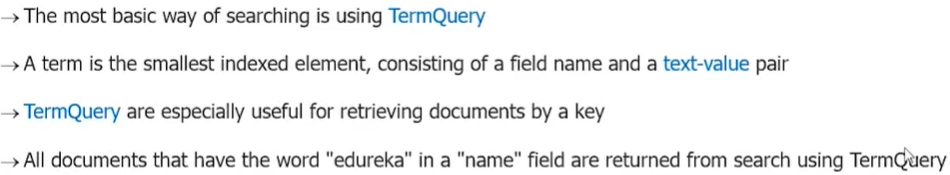 → The most basic way of searching is using TermQuery
→ A term is the smallest indexed element, consisting of a field name and a text-value pair
→ TermQuery are especially useful for retrieving documents by a key
→ All documents that have the word "edureka" in a "name" field are returned from search using TermQuery